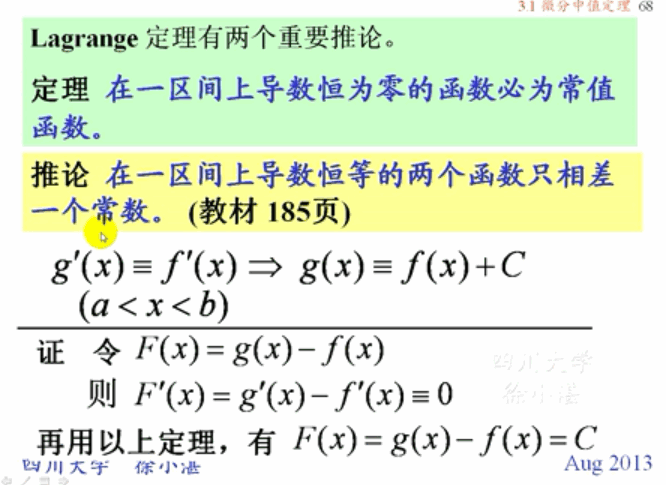 3.1 微分中值定理 68
Lagrange 定理有两个重要推论。
定理 在一区间上导数恒为零的函数必为常值
函数。
推论 在一区间上导数恒等的两个函数只相差
一个常数。 (教材 185页)
g′(x) ≡ f′(x) ⇒ g(x) ≡ f(x) + C
(a < x < b)
证 令 F(x) = g(x) − f(x)
四川大学
则 F′(x) = g′(x) − f′(x) ≡ 0
徐小湛
再用以上定理，有 F(x) = g(x) − f(x) = C
四川大学 徐小湛 Aug 2013